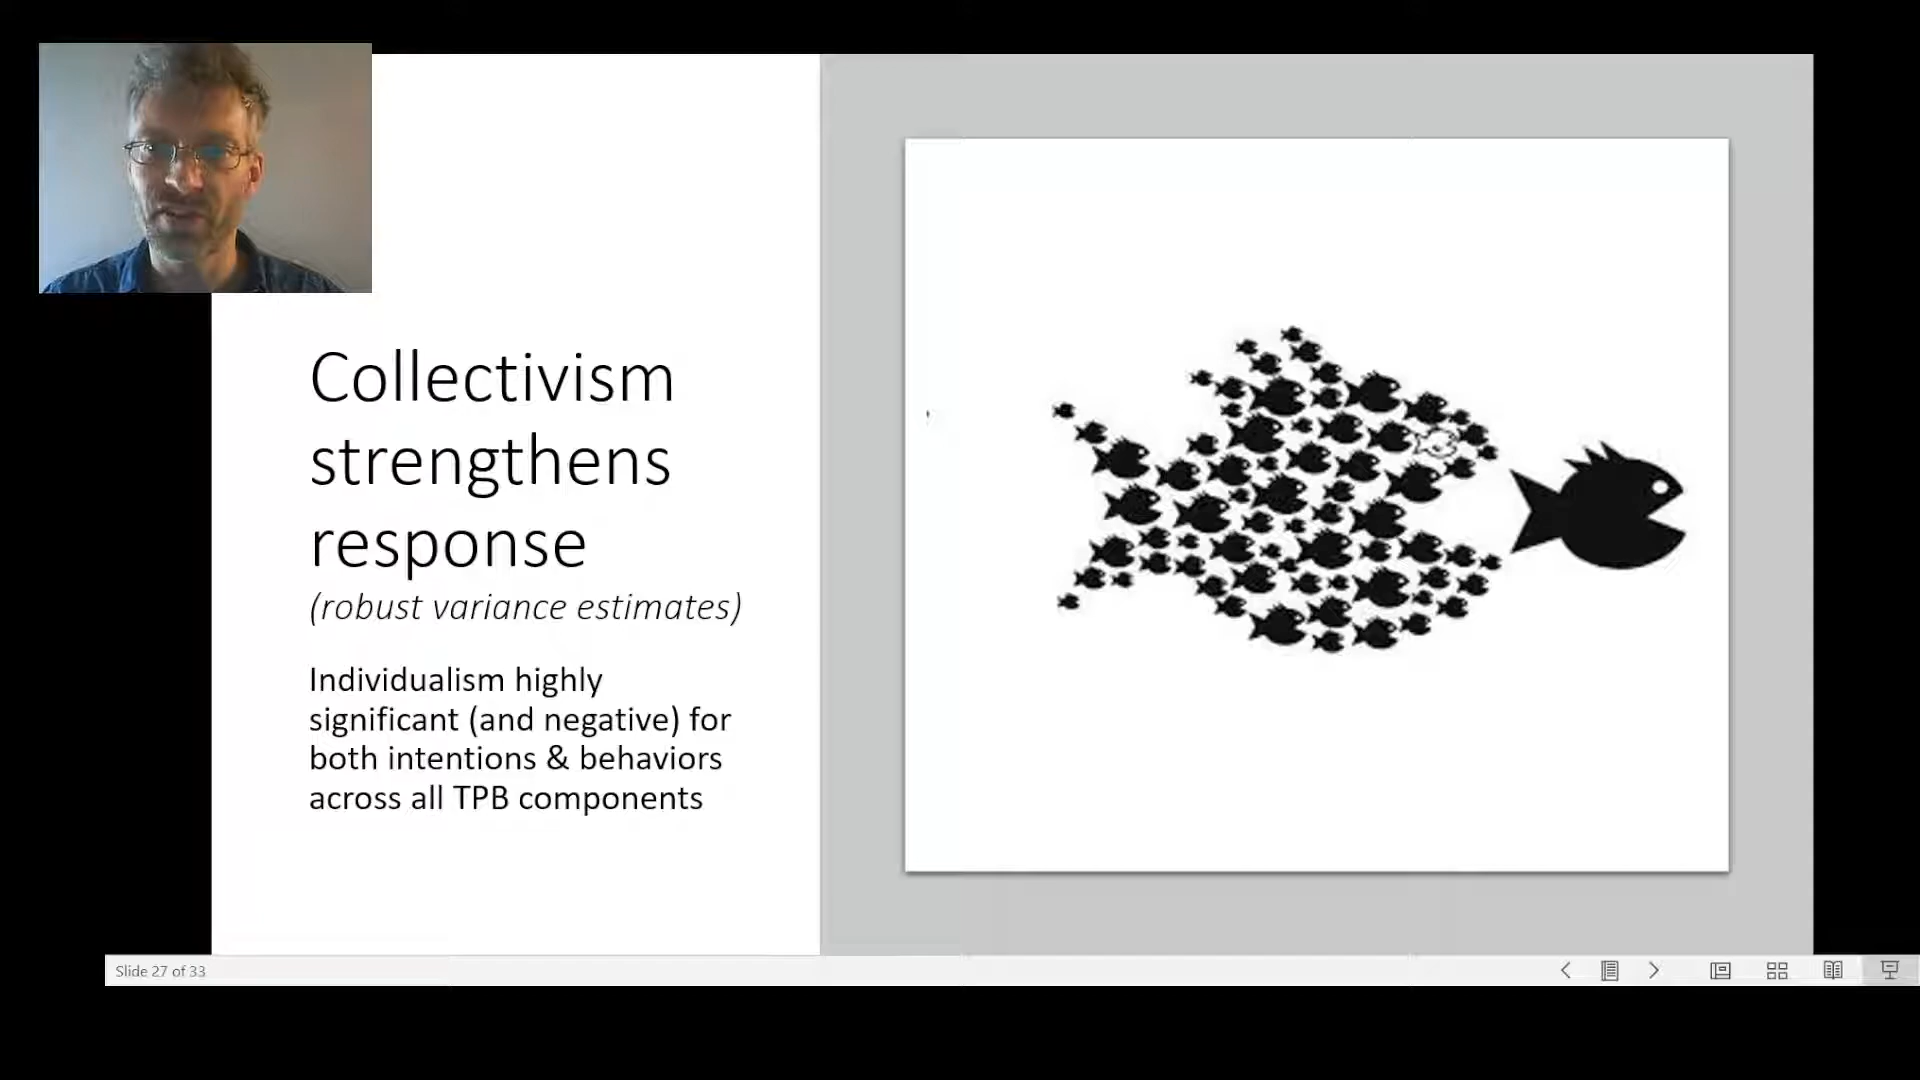 Collectivism
strengthens
response
(robust variance estimates)
Individualism highly
significant (and negative) for
both intentions & behaviors
across all TPB components
Slide 27 of 33